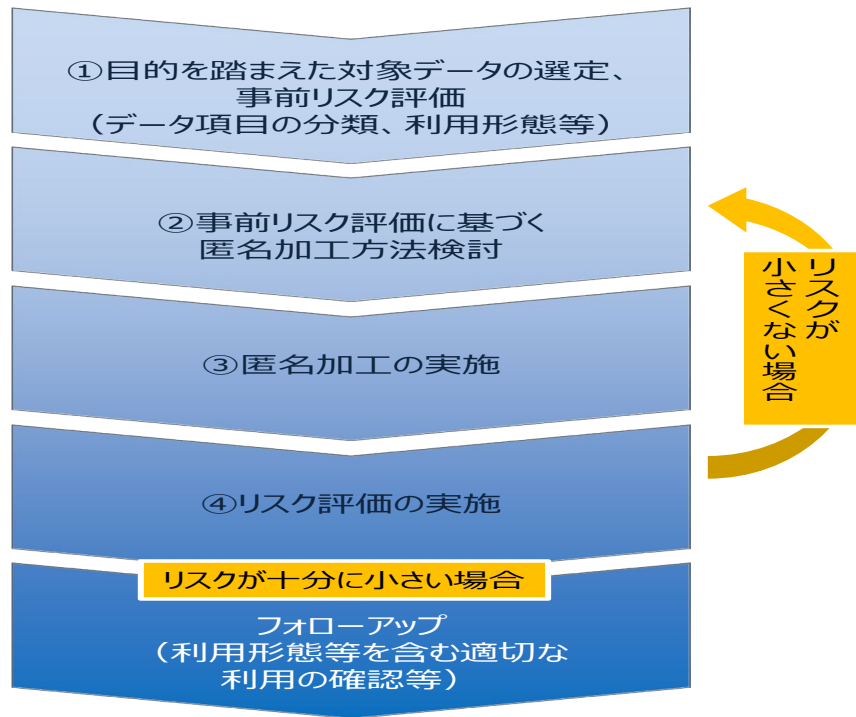 ①目的を踏まえた対象データの選定、
事前リスク評価
（データ項目の分類、利用形態等）
②事前リスク評価に基づく
匿名加工方法検討
リスクが
小さくない場合
③匿名加工の実施
④リスク評価の実施
リスクが十分に小さい場合
フォローアップ
（利用形態等を含む適切な
利用の確認等）